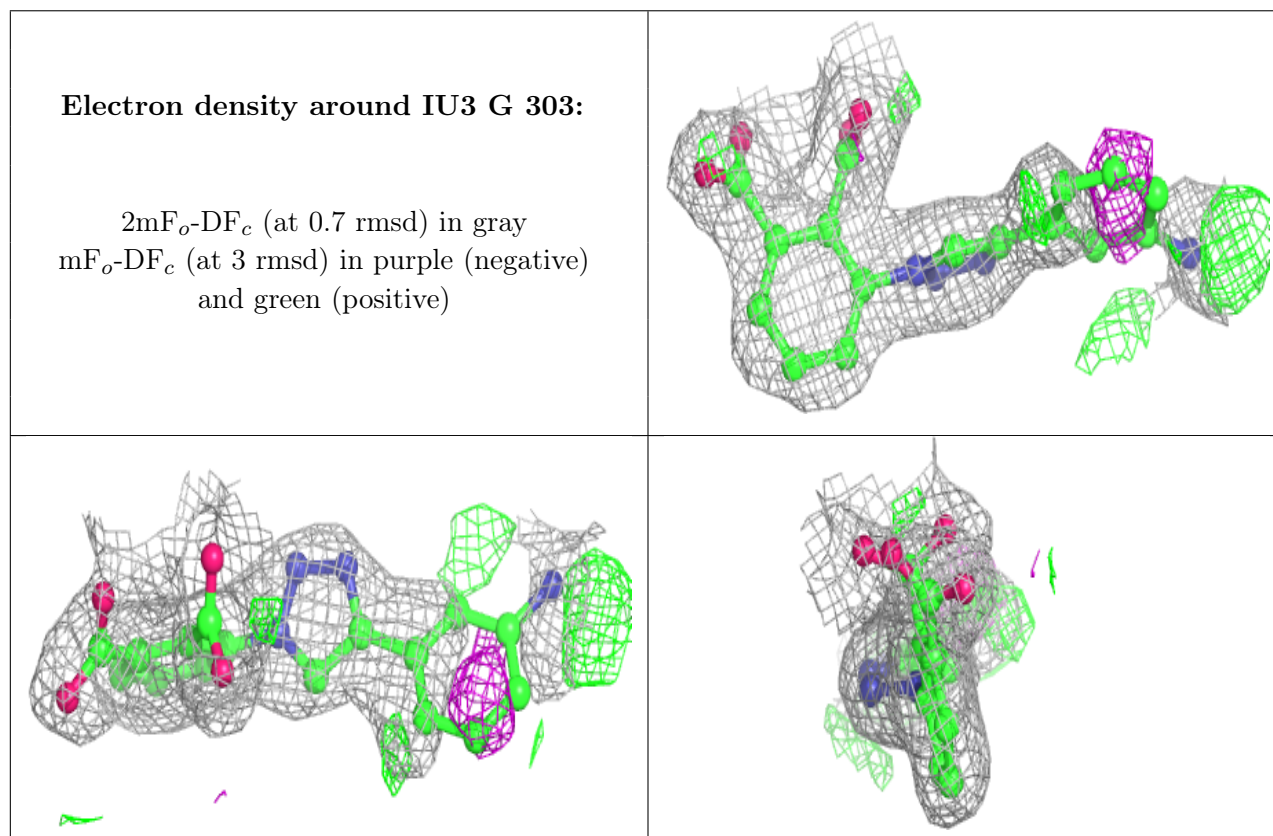 Electron density around IU3 G 303:
2mFo-DFc (at 0.7 rmsd) in gray
mFo-DFc (at 3 rmsd) in purple (negative)
and green (positive)